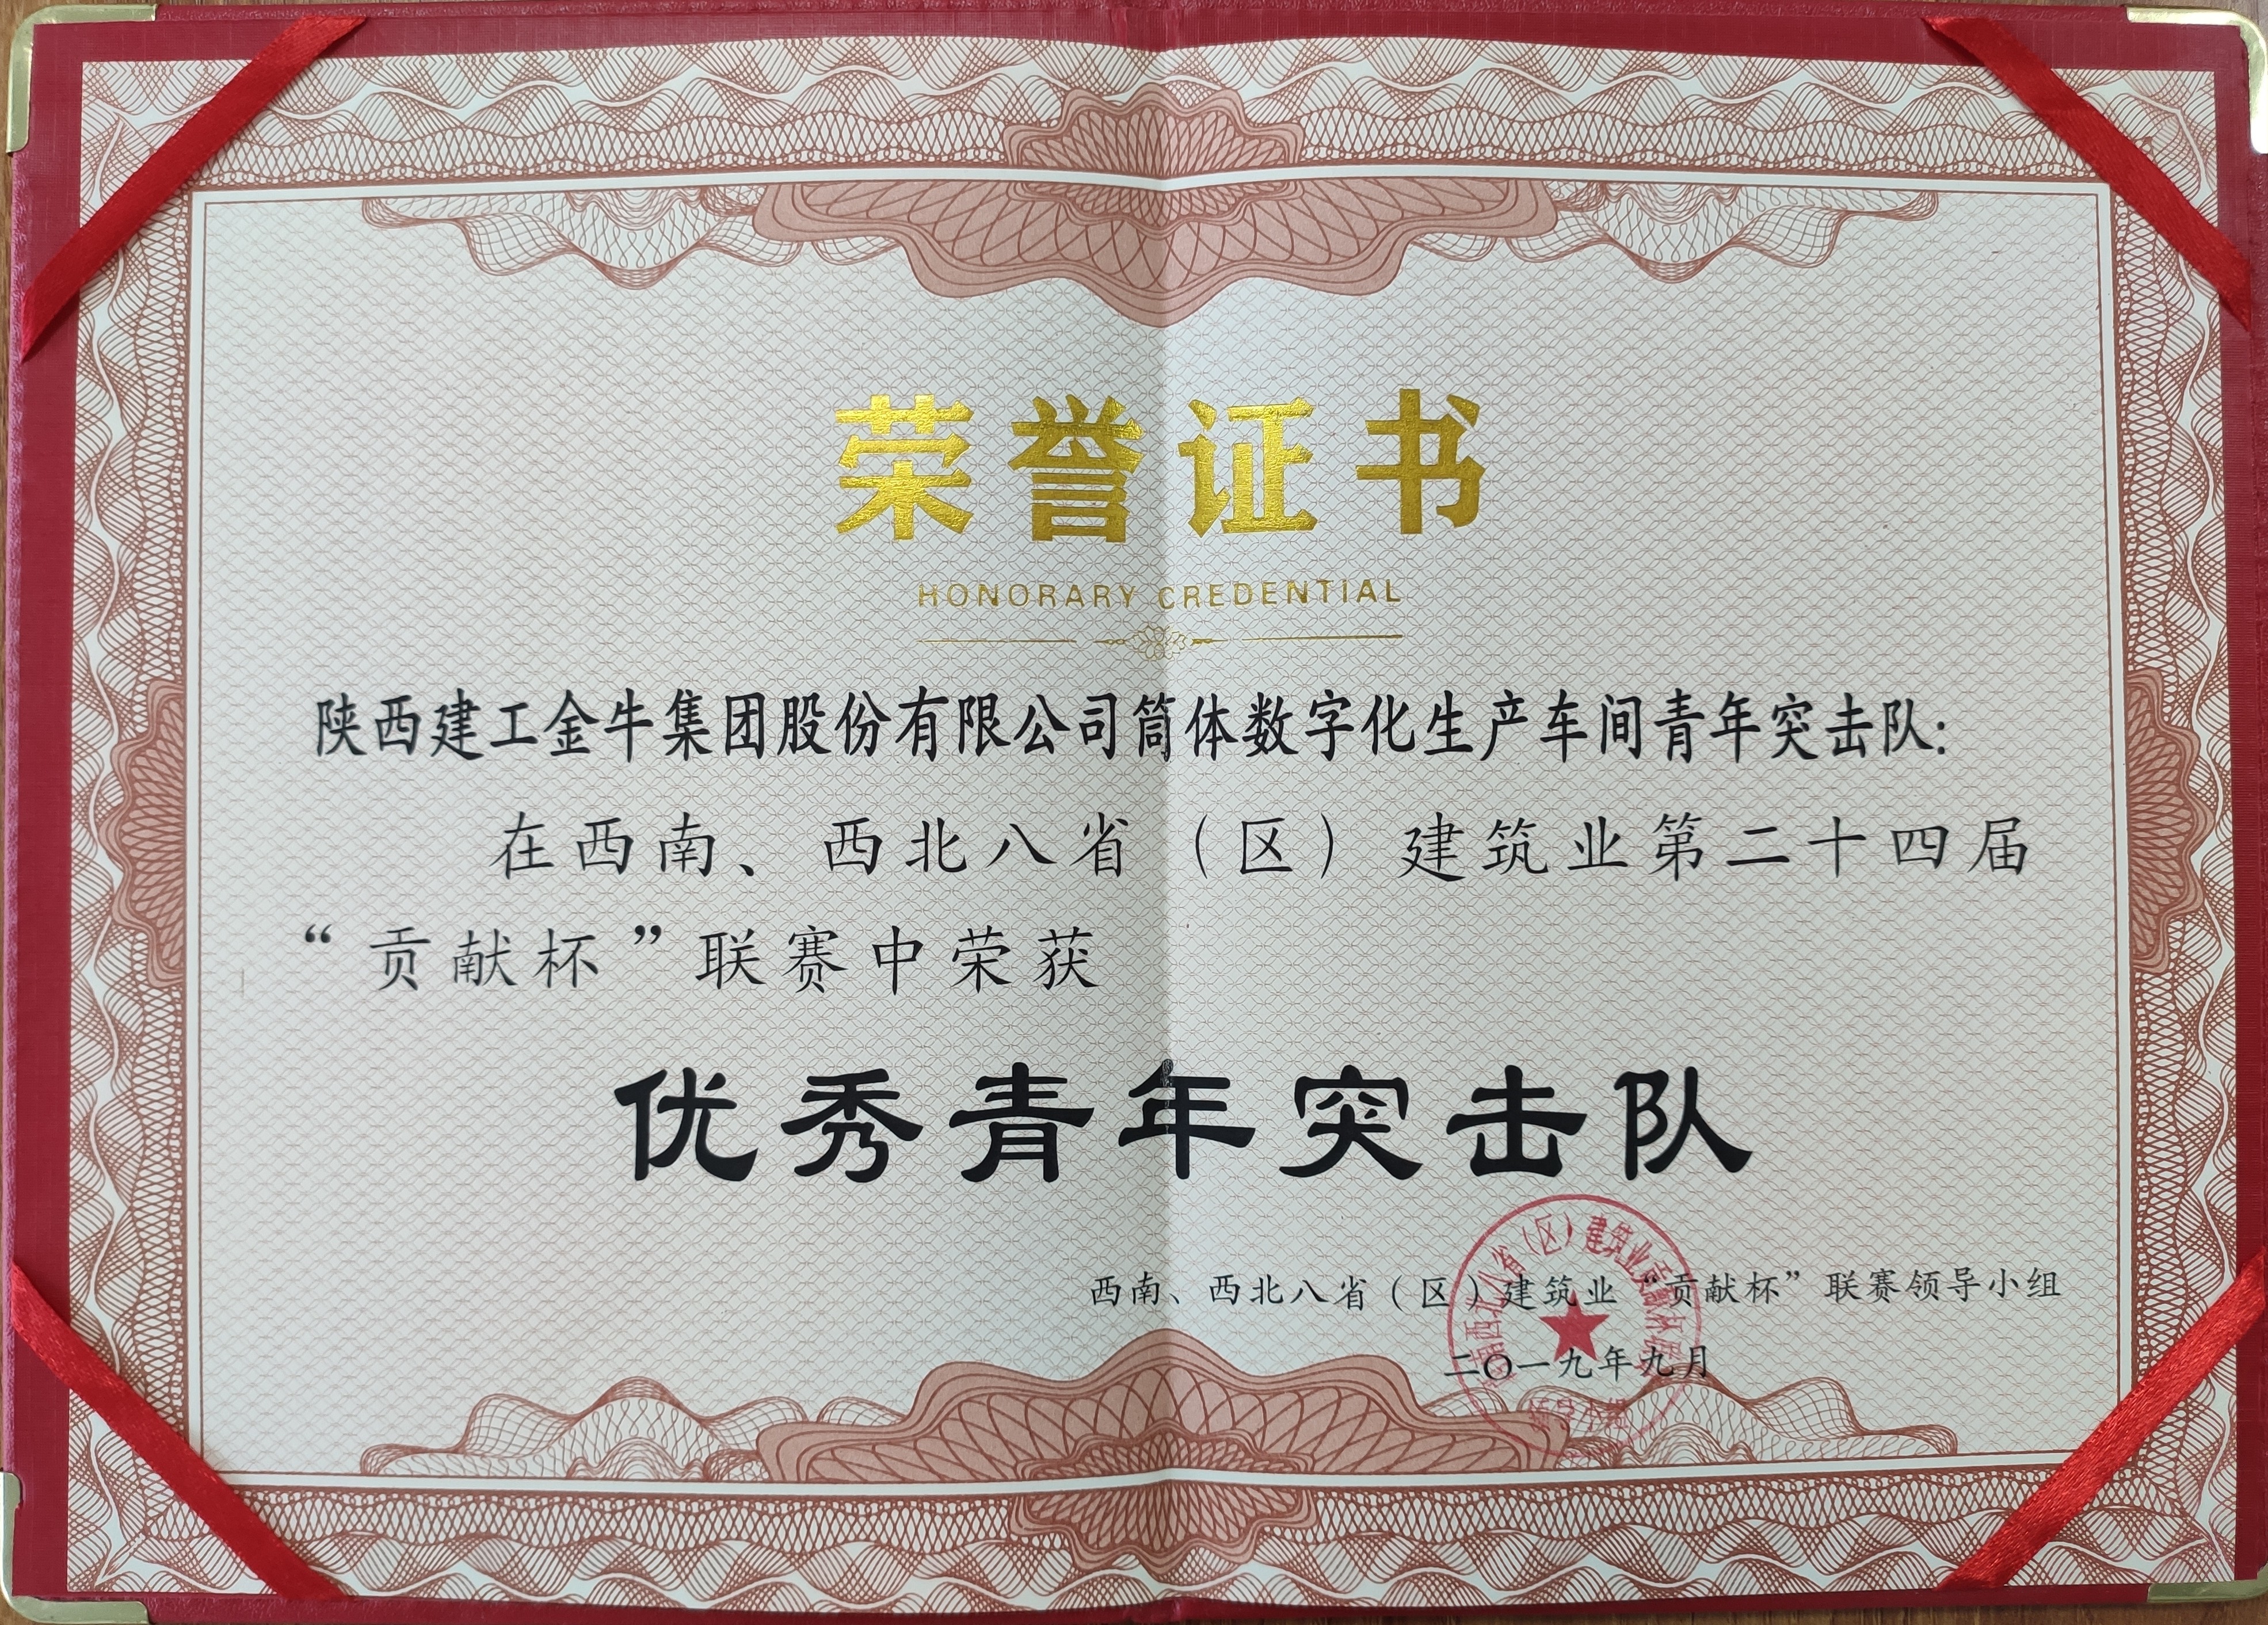 荣誉证书
HONORARY CREDENTIAL
陕西建工金牛集团股份有限公司筒体数字化生产车间青年突击队：
在西南、西北八省（区）建筑业第二十四届
“贡献杯”联赛中荣获
优秀青年突击队
西南、西北八省（区）建筑业“贡献杯”联赛领导小组
二〇一九年九月